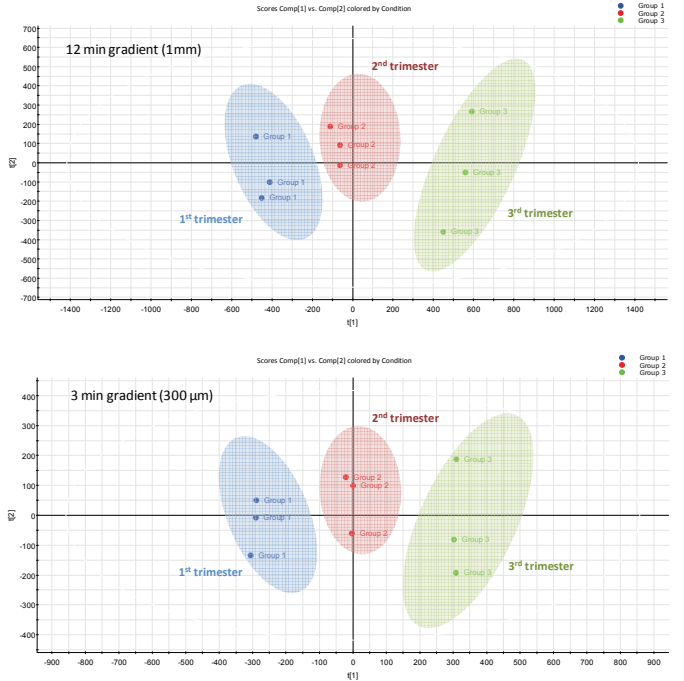 Scores Comp[1] vs. Comp[2] colored by Condition
Group 1
Group 2
Group 3
12 min gradient (1mm)
2nd trimester
1st trimester
3rd trimester
Group 1
Group 1
Group 1
Group 2
Group 2
Group 2
Group 3
Group 3
Group 3
t[2]
700
600
500
400
300
200
100
0
-100
-200
-300
-400
-500
-600
-700
-1400 -1000 -800 -600 -400 -200 0 200 400 600 800 1000 1400
t[1]
Scores Comp[1] vs. Comp[2] colored by Condition
Group 1
Group 2
Group 3
3 min gradient (300 µm)
2nd trimester
1st trimester
3rd trimester
Group 1
Group 1
Group 1
Group 2
Group 2
Group 2
Group 3
Group 3
Group 3
t[2]
400
300
200
100
0
-100
-200
-300
-400
-900 -800 -700 -600 -500 -400 -300 -200 -100 0 100 200 300 400 500 600 700 800 900
t[1]